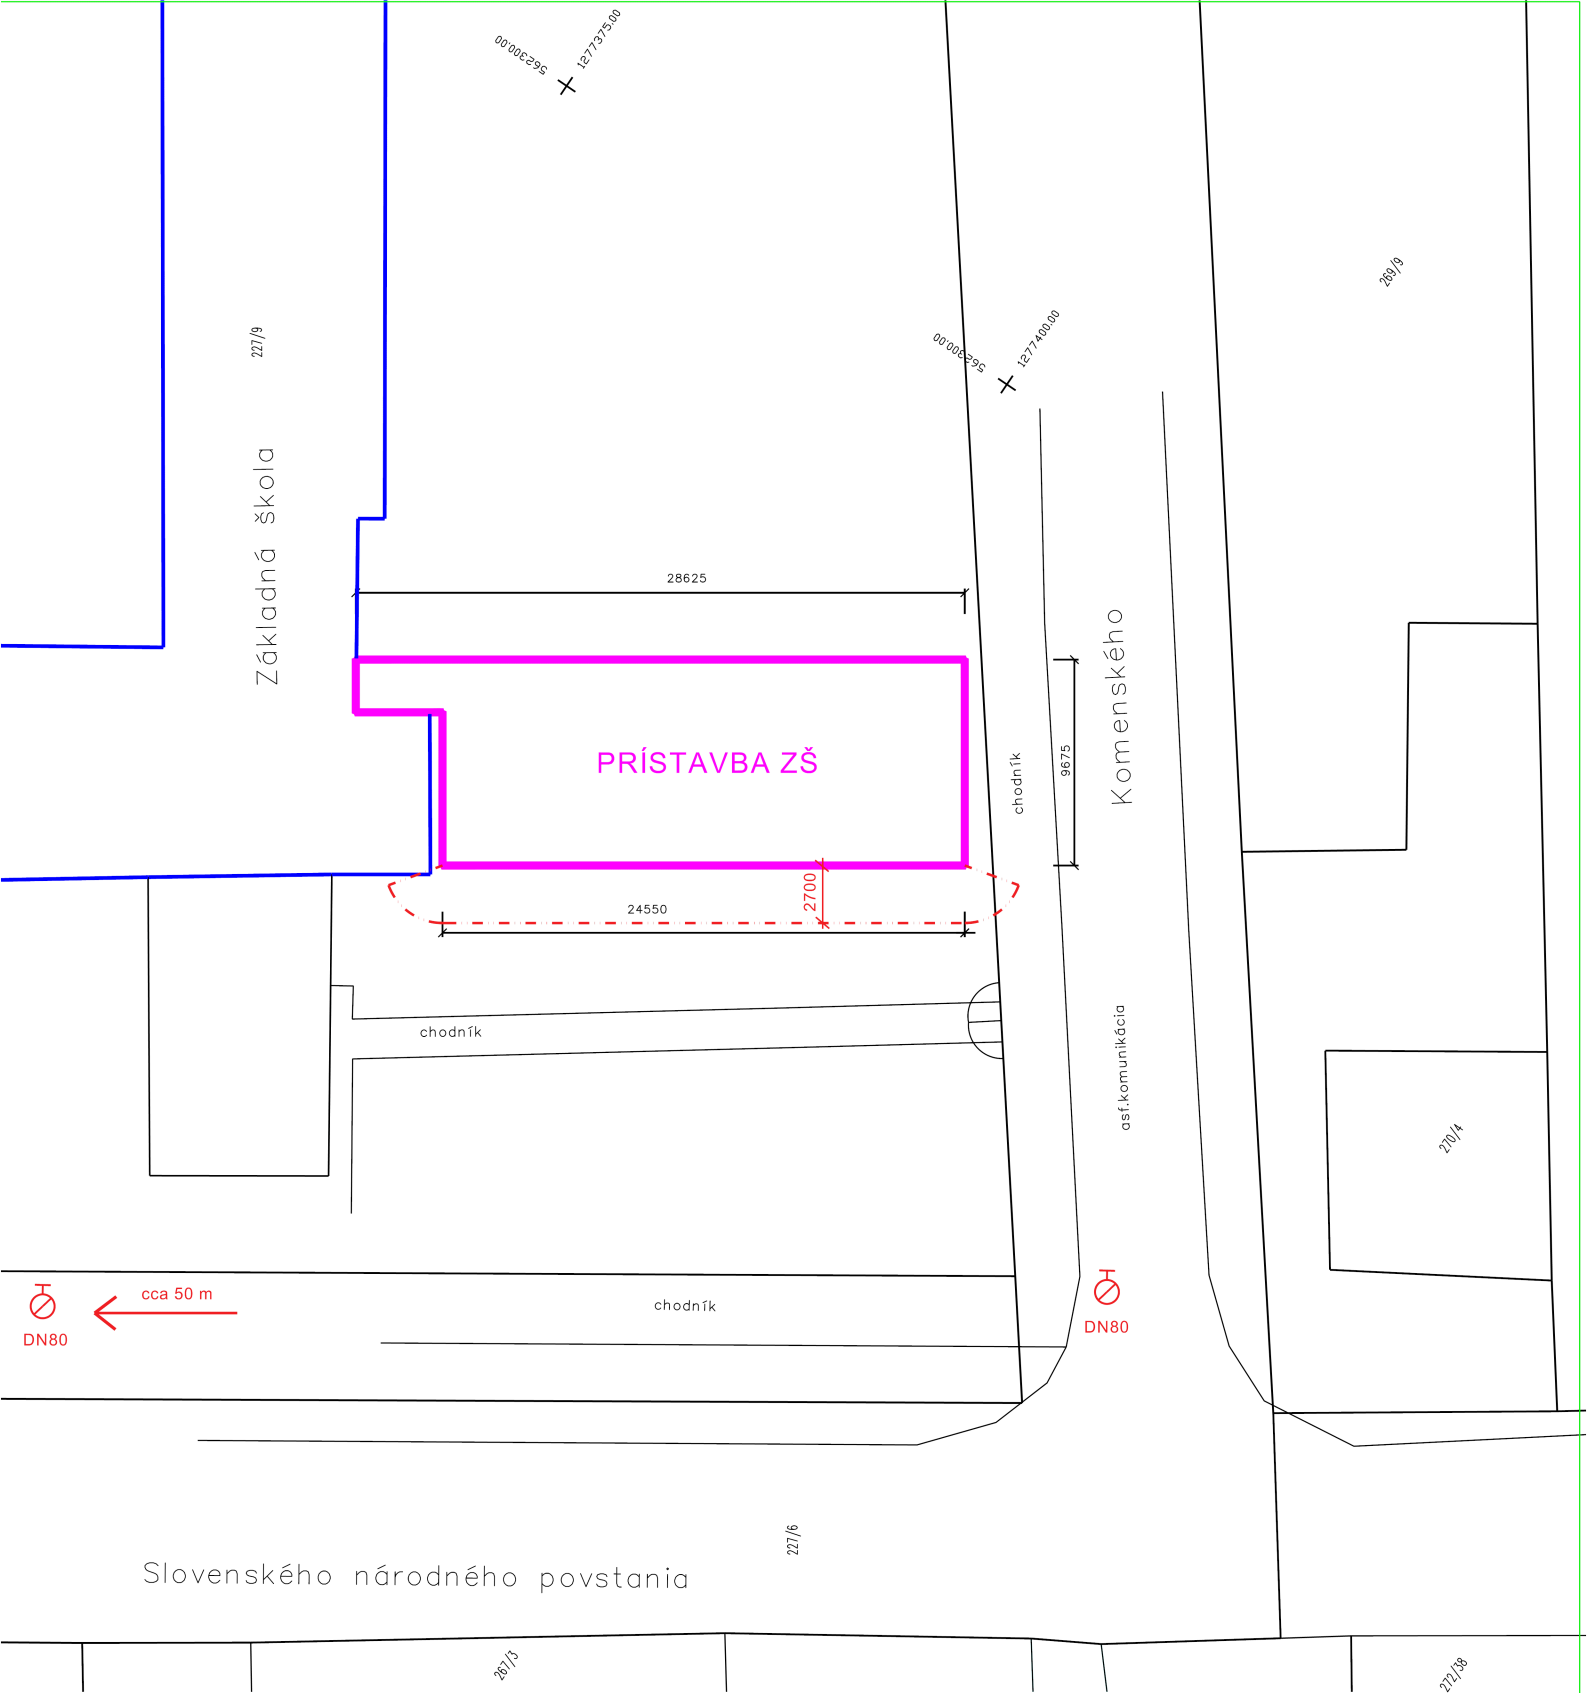 562300.00
1277375.00
269/9
562300.00
1277400.00
227/9
Základná škola
28625
Komenského
PRÍSTAVBA ZŠ
chodník
9675
2700
24550
chodník
asf.komunikácia
270/4
cca 50 m
DN80
chodník
DN80
227/6
Slovenského národného povstania
267/3
272/38